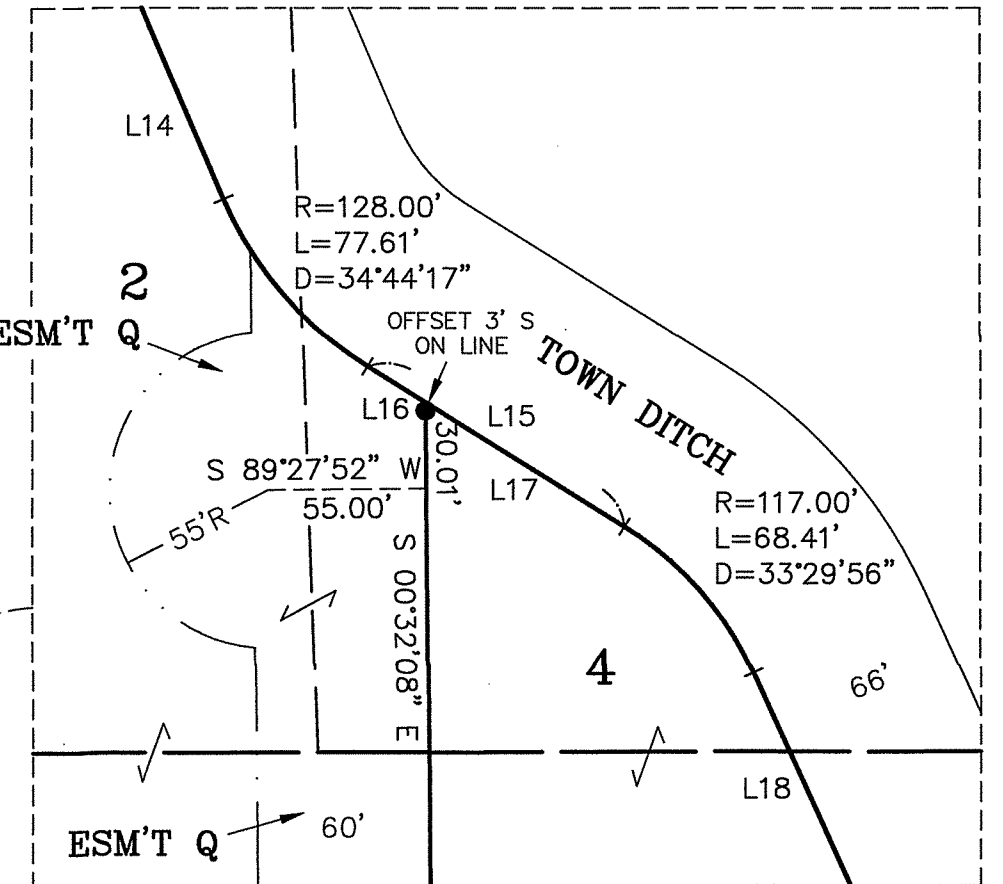 L14
R=128.00'
L=77.61'
D=34°44'17"
2
ESM'T Q
OFFSET 3' S
ON LINE
TOWN DITCH
L16
L15
30.01'
S 89°27'52" W
55.00'
L17
55'R
R=117.00'
L=68.41'
D=33°29'56"
S 00°32'08" E
4
66'
L18
ESM'T Q
60'